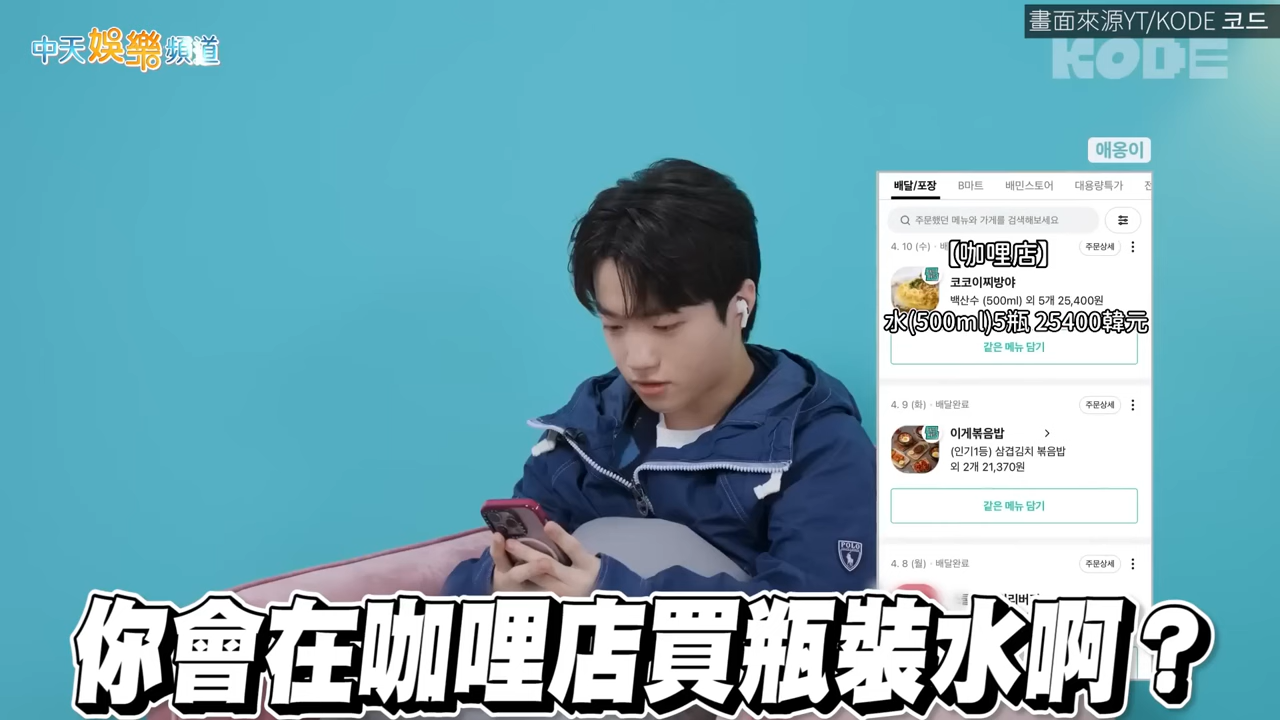 畫面來源YT/KODE 코드
中天娛樂頻道
KODE
애옹이
배달/포장 B마트 배민스토어 대용량특가
주문했던 메뉴와 가게를 검색해보세요
4. 10 (수)
주문상세
【咖哩店】
코코이찌방야
백산수 (500ml) 외 5개 25,400원
水(500ml)5瓶 25400韓元
같은 메뉴 담기
4. 9 (화) · 배달완료 주문상세
이게볶음밥
(인기1등) 삼겹김치 볶음밥
외 2개 21,370원
같은 메뉴 담기
4. 8 (월) · 배달완료 주문상세
POLO
你會在咖哩店買瓶裝水啊？